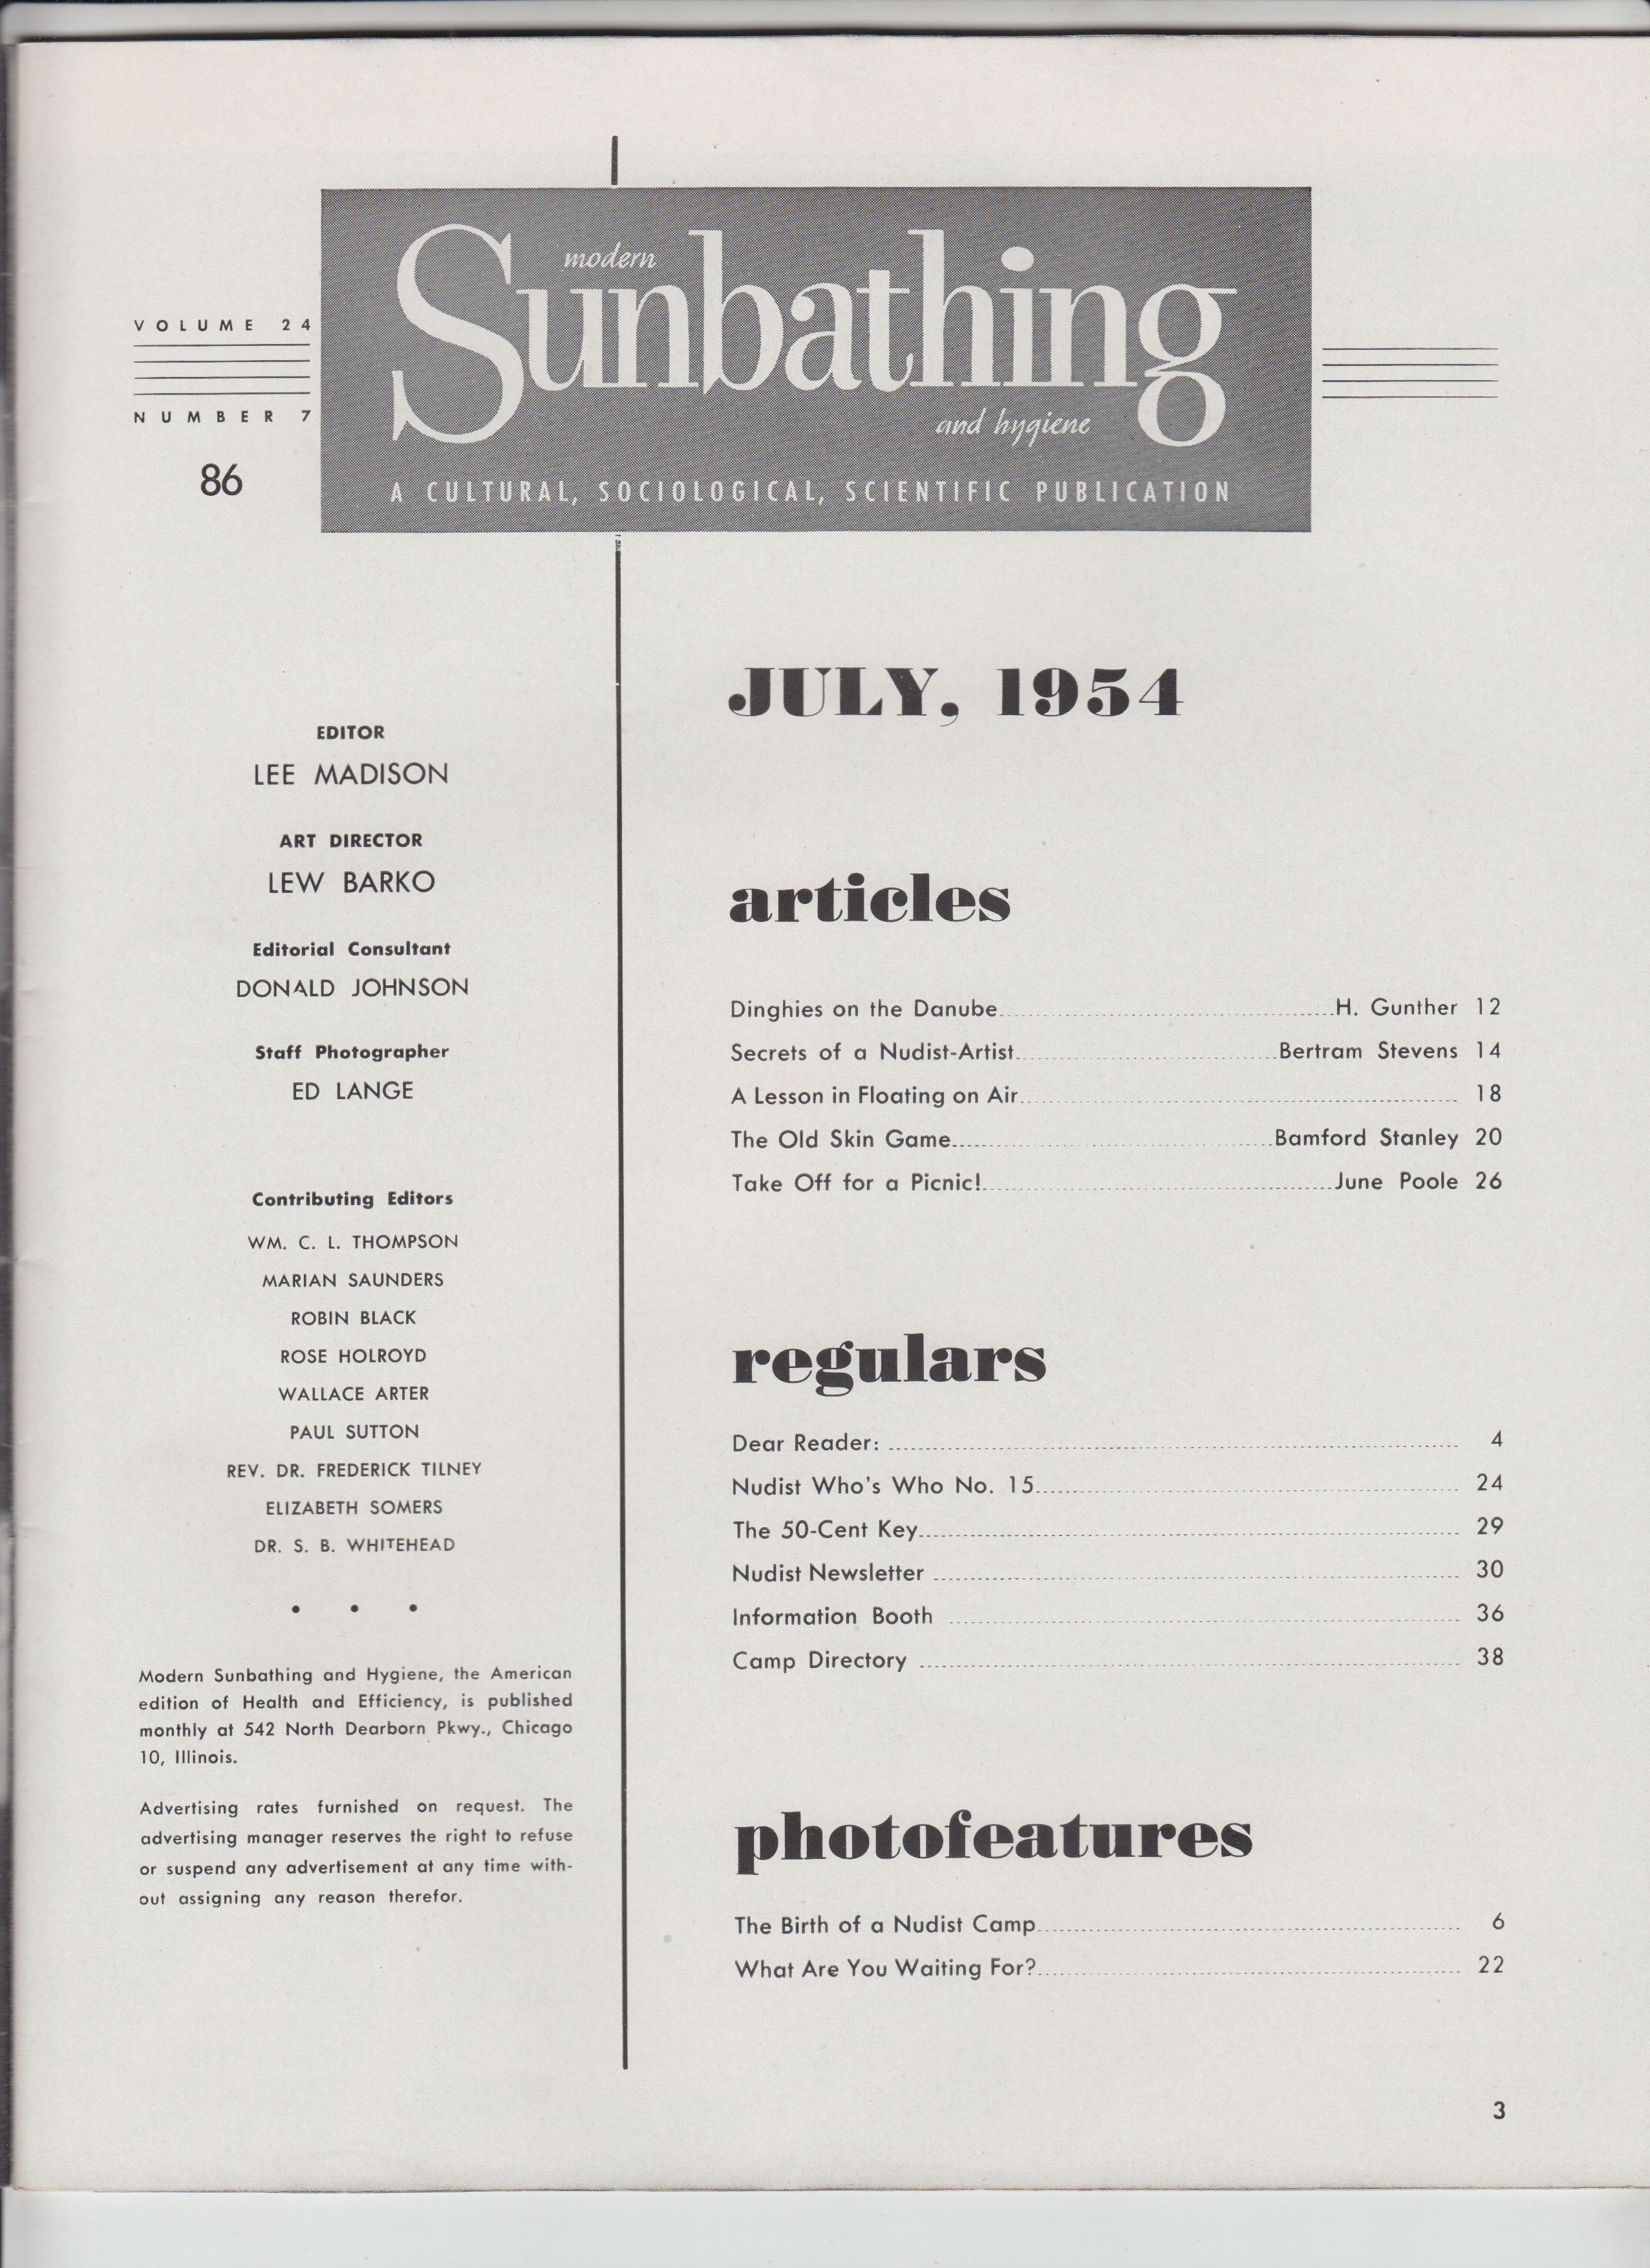 VOLUME 24
NUMBER 7
86
modern
Sunbathing
and hygiene
A CULTURAL, SOCIOLOGICAL, SCIENTIFIC PUBLICATION
EDITOR
LEE MADISON
ART DIRECTOR
LEW BARKO
Editorial Consultant
DONALD JOHNSON
Staff Photographer
ED LANGE
Contributing Editors
WM. C. L. THOMPSON
MARIAN SAUNDERS
ROBIN BLACK
ROSE HOLROYD
WALLACE ARTER
PAUL SUTTON
REV. DR. FREDERICK TILNEY
ELIZABETH SOMERS
DR. S. B. WHITEHEAD
• • •
Modern Sunbathing and Hygiene, the American
edition of Health and Efficiency, is published
monthly at 542 North Dearborn Pkwy., Chicago
10, Illinois.
Advertising rates furnished on request. The
advertising manager reserves the right to refuse
or suspend any advertisement at any time with-
out assigning any reason therefor.
JULY, 1954
articles
Dinghies on the Danube H. Gunther 12
Secrets of a Nudist-Artist Bertram Stevens 14
A Lesson in Floating on Air 18
The Old Skin Game Bamford Stanley 20
Take Off for a Picnic! June Poole 26
regulars
Dear Reader: 4
Nudist Who's Who No. 15 24
The 50-Cent Key 29
Nudist Newsletter 30
Information Booth 36
Camp Directory 38
photofeatures
The Birth of a Nudist Camp 6
What Are You Waiting For? 22
3